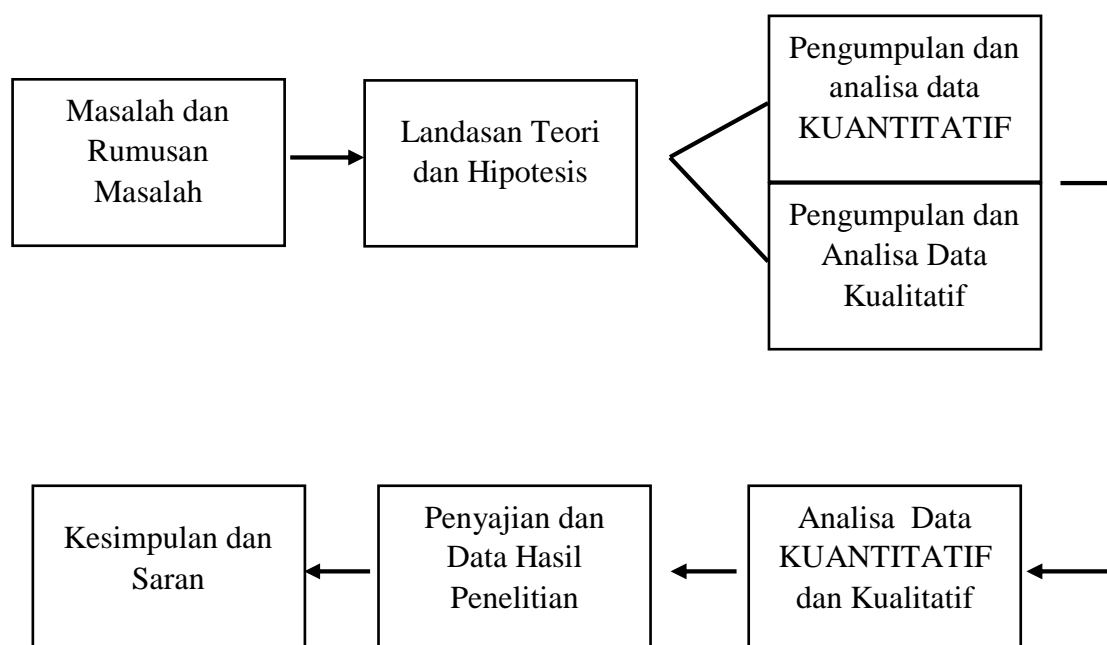 Masalah dan
Rumusan
Masalah
Landasan Teori
dan Hipotesis
Pengumpulan dan
analisa data
KUANTITATIF
Pengumpulan dan
Analisa Data
Kualitatif
Analisa Data
KUANTITATIF
dan Kualitatif
Penyajian dan
Data Hasil
Penelitian
Kesimpulan dan
Saran